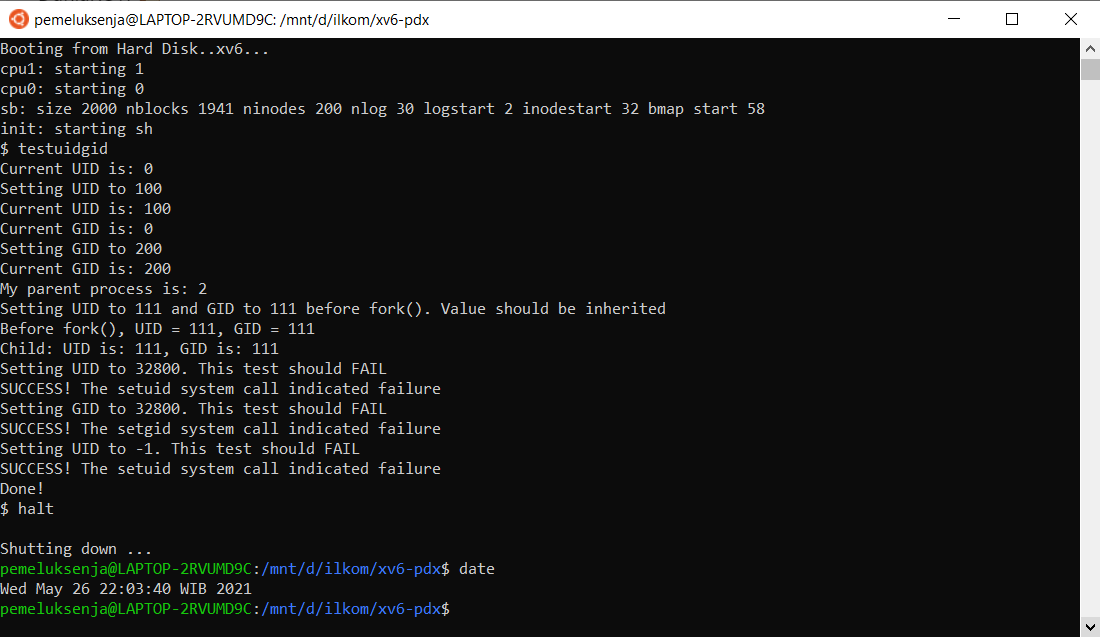 pemeluksenja@LAPTOP-2RVUMD9C: /mnt/d/ilkom/xv6-pdx
Booting from Hard Disk..xv6...
cpu1: starting 1
cpu0: starting 0
sb: size 2000 nblocks 1941 ninodes 200 nlog 30 logstart 2 inodestart 32 bmap start 58
init: starting sh
$ testuidgid
Current UID is: 0
Setting UID to 100
Current UID is: 100
Current GID is: 0
Setting GID to 200
Current GID is: 200
My parent process is: 2
Setting UID to 111 and GID to 111 before fork(). Value should be inherited
Before fork(), UID = 111, GID = 111
Child: UID is: 111, GID is: 111
Setting UID to 32800. This test should FAIL
SUCCESS! The setuid system call indicated failure
Setting GID to 32800. This test should FAIL
SUCCESS! The setgid system call indicated failure
Setting UID to -1. This test should FAIL
SUCCESS! The setuid system call indicated failure
Done!
$ halt
Shutting down ...
pemeluksenja@LAPTOP-2RVUMD9C:/mnt/d/ilkom/xv6-pdx$ date
Wed May 26 22:03:40 WIB 2021
pemeluksenja@LAPTOP-2RVUMD9C:/mnt/d/ilkom/xv6-pdx$